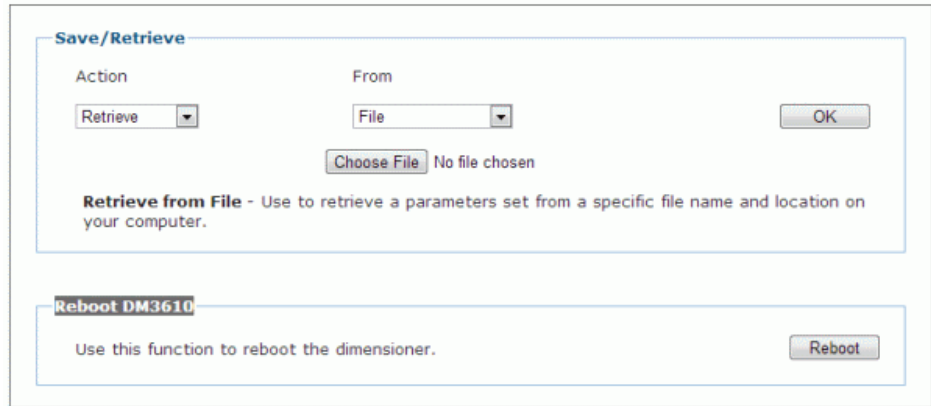 Save/Retrieve
Action From
Retrieve File OK
Choose File No file chosen
Retrieve from File - Use to retrieve a parameters set from a specific file name and location on
your computer.
Reboot DM3610
Use this function to reboot the dimensioner. Reboot